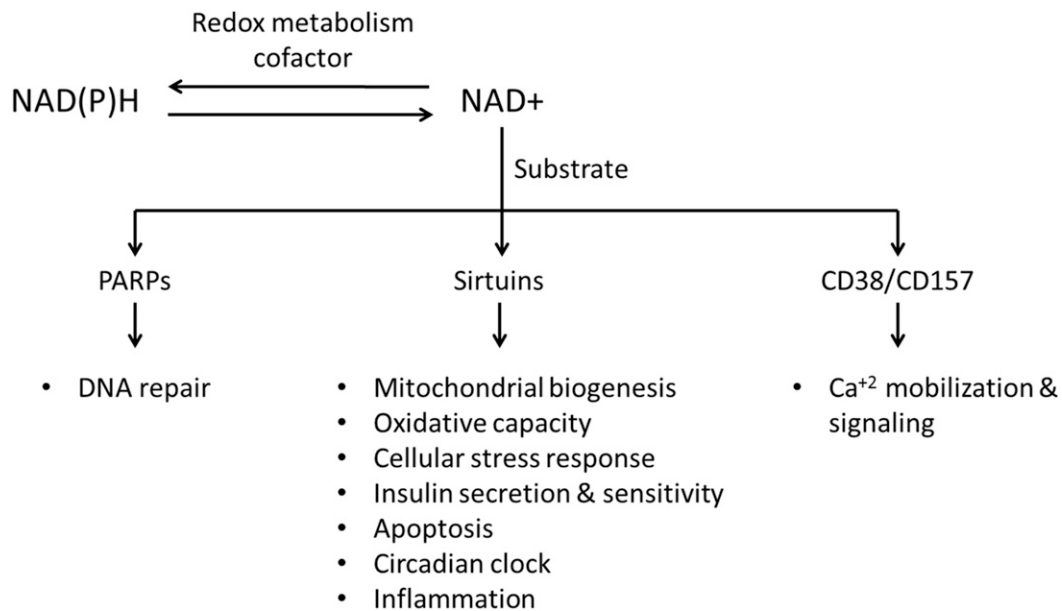 Redox metabolism
cofactor
NAD(P)H
NAD+
Substrate
PARPs
Sirtuins
CD38/CD157
• DNA repair
• Mitochondrial biogenesis
• Oxidative capacity
• Cellular stress response
• Insulin secretion & sensitivity
• Apoptosis
• Circadian clock
• Inflammation
• Ca⁺² mobilization &
signaling